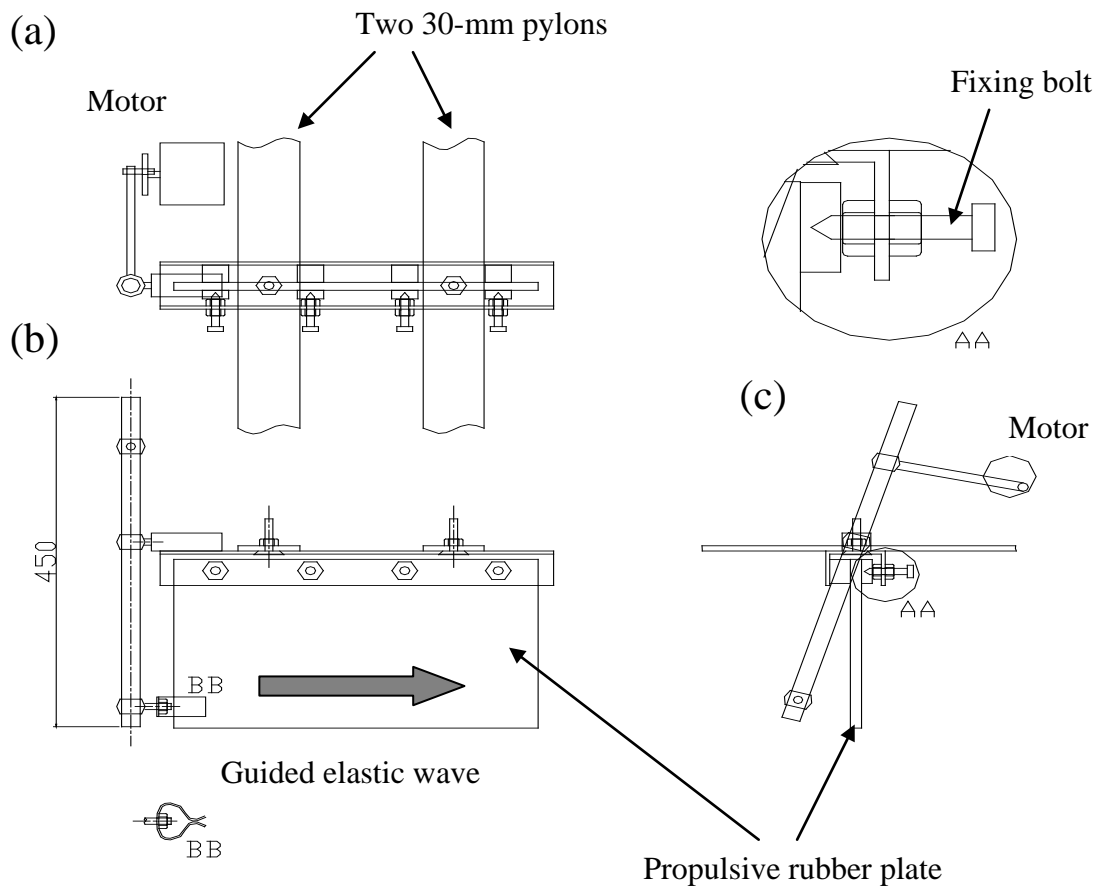 (a)
Two 30-mm pylons
Motor
Fixing bolt
AA
(b)
(c)
Motor
450
AA
BB
Guided elastic wave
BB
Propulsive rubber plate